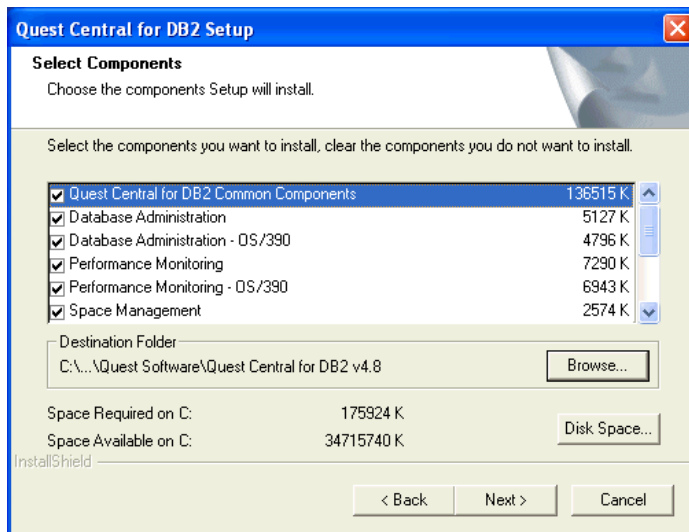 Quest Central for DB2 Setup
Select Components
Choose the components Setup will install.
Select the components you want to install, clear the components you do not want to install.
Quest Central for DB2 Common Components 136515 K
Database Administration 5127 K
Database Administration - OS/390 4796 K
Performance Monitoring 7290 K
Performance Monitoring - OS/390 6943 K
Space Management 2574 K
Destination Folder
C:\...\Quest Software\Quest Central for DB2 v4.8 Browse...
Space Required on C: 175924 K
Space Available on C: 34715740 K
Disk Space...
InstallShield
< Back Next > Cancel